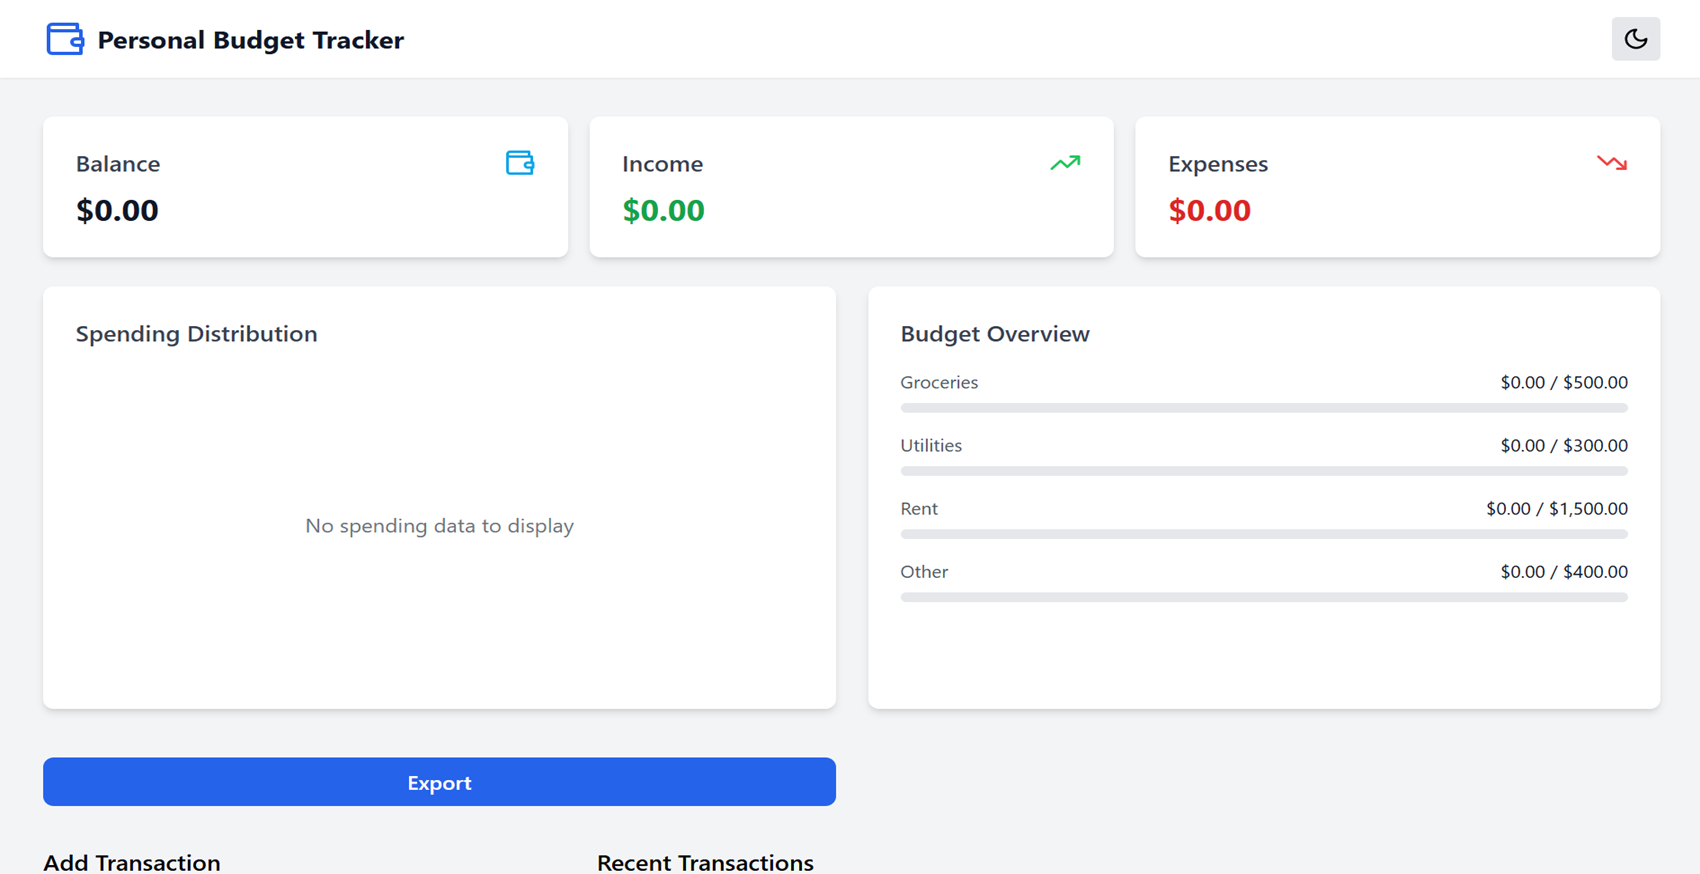 Personal Budget Tracker
Balance
$0.00
Income
$0.00
Expenses
$0.00
Spending Distribution
No spending data to display
Budget Overview
Groceries $0.00 / $500.00
Utilities $0.00 / $300.00
Rent $0.00 / $1,500.00
Other $0.00 / $400.00
Export
Add Transaction
Recent Transactions